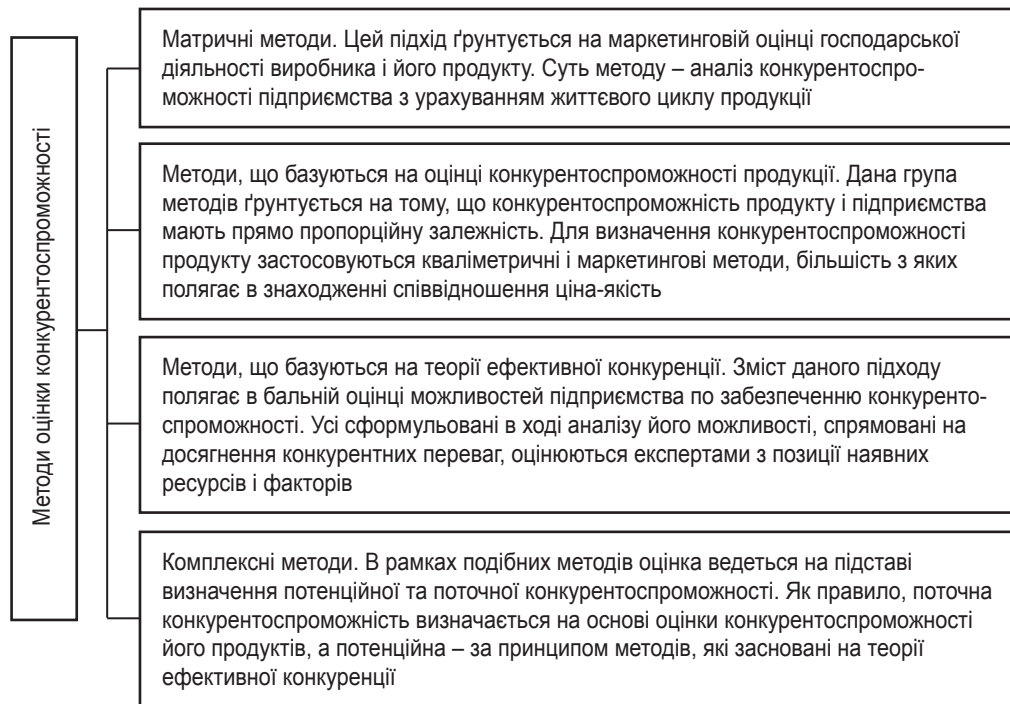 Методи оцінки конкурентоспроможності
Матричні методи. Цей підхід ґрунтується на маркетинговій оцінці господарської
діяльності виробника і його продукту. Суть методу – аналіз конкурентоспро-
можності підприємства з урахуванням життєвого циклу продукції
Методи, що базуються на оцінці конкурентоспроможності продукції. Дана група
методів ґрунтується на тому, що конкурентоспроможність продукту і підприємства
мають прямо пропорційну залежність. Для визначення конкурентоспроможності
продукту застосовуються кваліметричні і маркетингові методи, більшість з яких
полягає в знаходженні співвідношення ціна-якість
Методи, що базуються на теорії ефективної конкуренції. Зміст даного підходу
полягає в бальній оцінці можливостей підприємства по забезпеченню конкуренто-
спроможності. Усі сформульовані в ході аналізу його можливості, спрямовані на
досягнення конкурентних переваг, оцінюються експертами з позиції наявних
ресурсів і факторів
Комплексні методи. В рамках подібних методів оцінка ведеться на підставі
визначення потенційної та поточної конкурентоспроможності. Як правило, поточна
конкурентоспроможність визначається на основі оцінки конкурентоспроможності
його продуктів, а потенційна – за принципом методів, які засновані на теорії
ефективної конкуренції